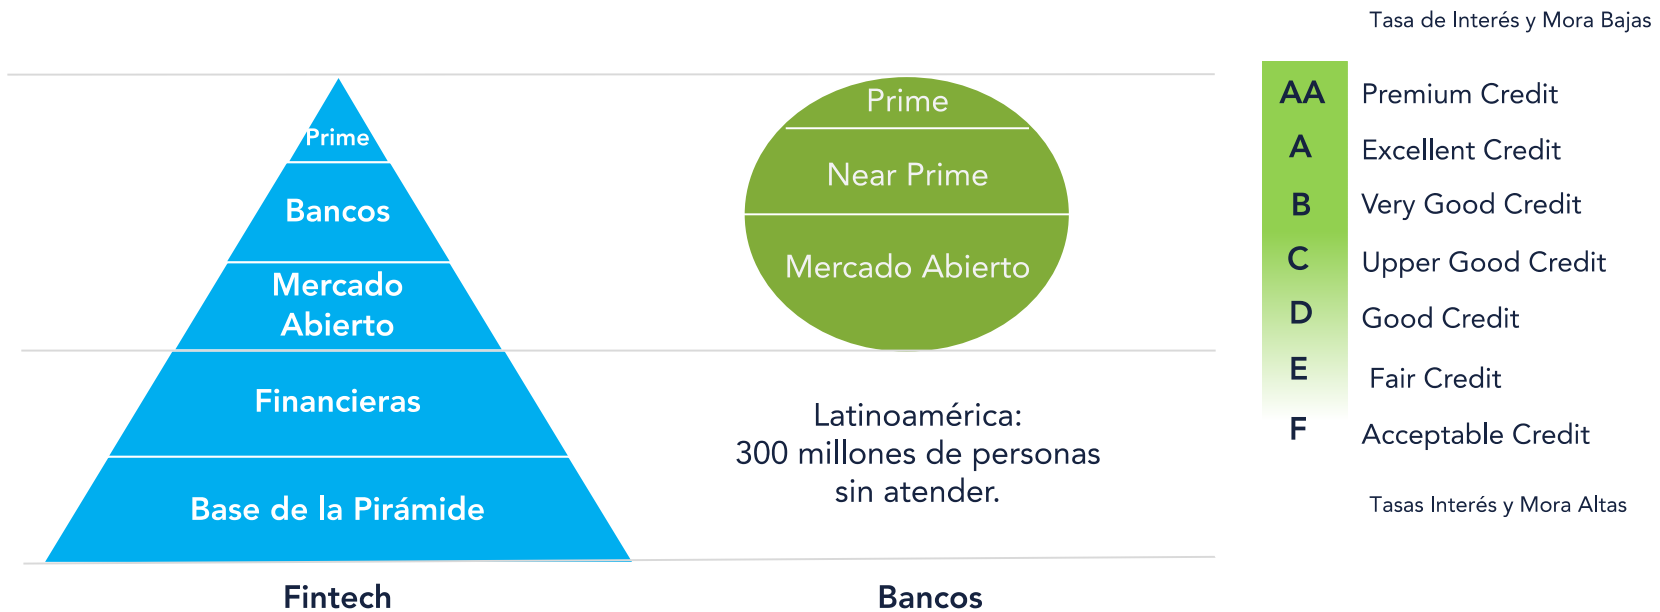 Prime
Bancos
Mercado
Abierto
Financieras
Base de la Pirámide
Fintech
Prime
Near Prime
Mercado Abierto
Latinoamérica:
300 millones de personas
sin atender.
Bancos
Tasa de Interés y Mora Bajas
AA Premium Credit
A Excellent Credit
B Very Good Credit
C Upper Good Credit
D Good Credit
E Fair Credit
F Acceptable Credit
Tasas Interés y Mora Altas